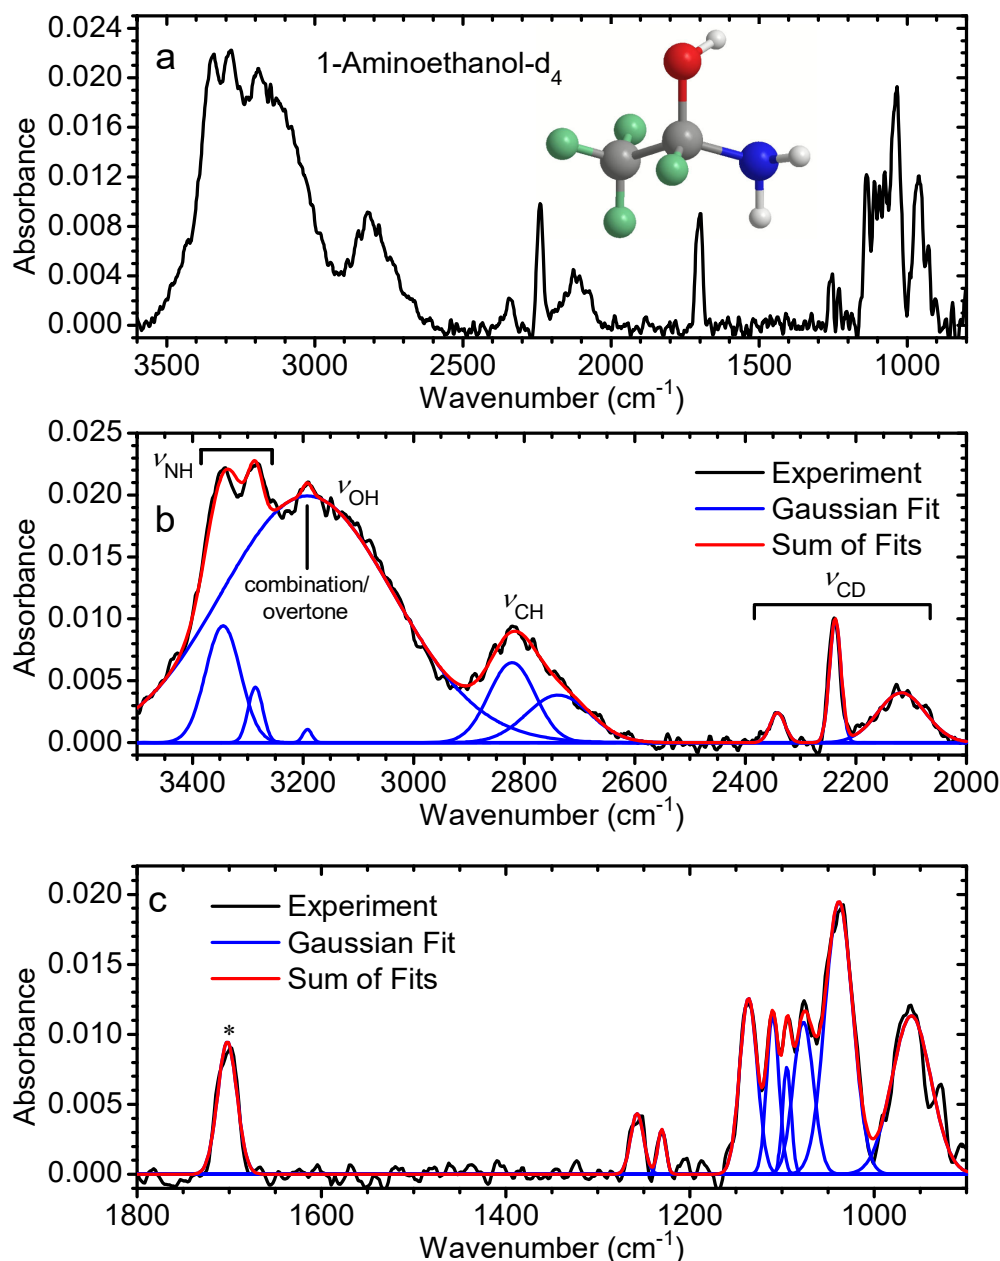 a
1-Aminoethanol-d4
0.024
0.020
0.016
0.012
0.008
0.004
0.000
Absorbance
3500 3000 2500 2000 1500 1000
Wavenumber (cm-1)
b
νNH
νOH
combination/
overtone
νCH
νCD
Experiment
Gaussian Fit
Sum of Fits
0.025
0.020
0.015
0.010
0.005
0.000
Absorbance
3400 3200 3000 2800 2600 2400 2200 2000
Wavenumber (cm-1)
c
Experiment
Gaussian Fit
Sum of Fits
*
0.020
0.015
0.010
0.005
0.000
Absorbance
1800 1600 1400 1200 1000
Wavenumber (cm-1)